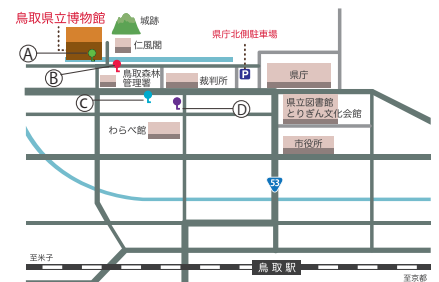 鳥取県立博物館
城跡
県庁北側駐車場
仁風閣
A
B
P
鳥取森林
管理署
裁判所
県庁
C
D
県立図書館
とりぎん文化会館
わらべ館
市役所
53
至米子
鳥取駅
至京都